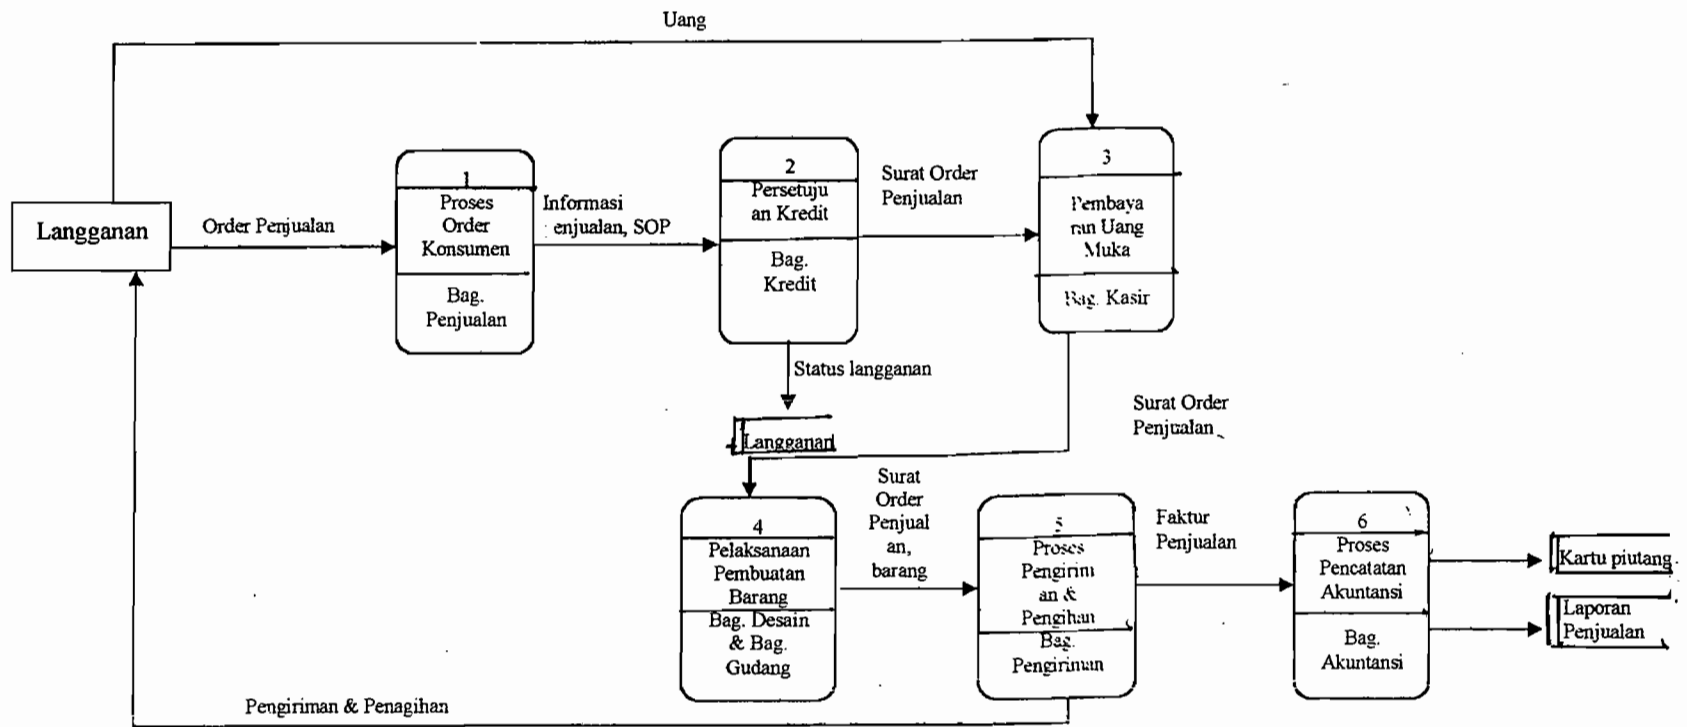 Uang
Langganan
Order Penjualan
1
Proses
Order
Konsumen
Bag.
Penjualan
Informasi
enjualan, SOP
2
Persetuju
an Kredit
Bag.
Kredit
Surat Order
Penjualan
3
Pembaya
ran Uang
Muka
Bag. Kasir
Status langganan
Langganan
Surat Order
Penjualan
4
Pelaksanaan
Pembuatan
Barang
Bag. Desain
& Bag.
Gudang
Surat
Order
Penjual
an,
barang
5
Proses
Pengirim
an &
Pengihan
Bag.
Pengiriman
Faktur
Penjualan
6
Proses
Pencatatan
Akuntansi
Bag.
Akuntansi
Kartu piutang
Laporan
Penjualan
Pengiriman & Penagihan